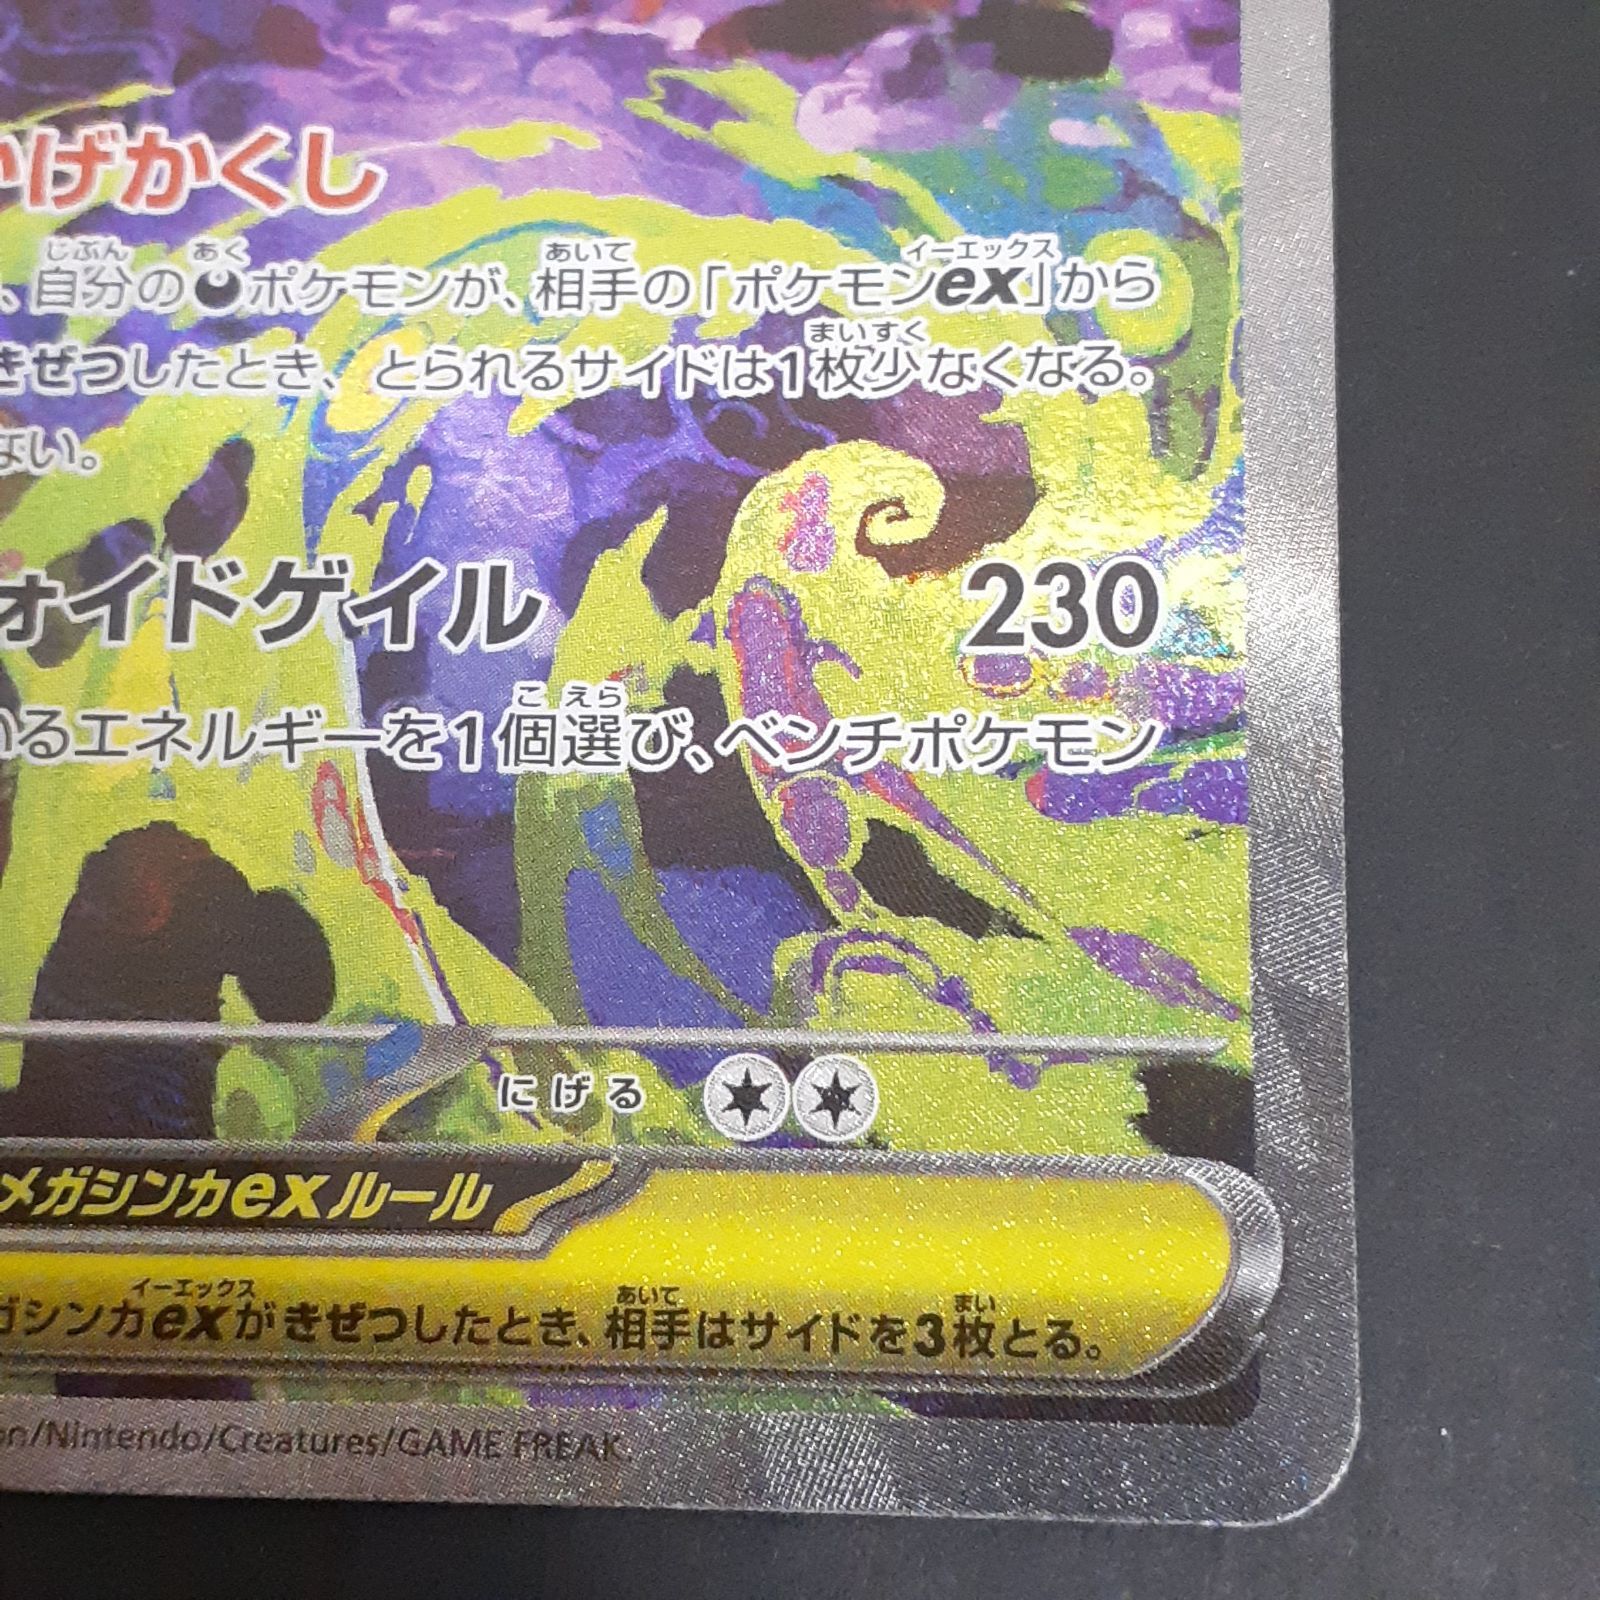 かげかくし
、自分のポケモンが、相手の「ポケモンex」から
きぜつしたとき、とられるサイドは1枚少なくなる。
ない。
ォイドゲイル 230
いるエネルギーを1個選び、ベンチポケモン
にげる
メガシンカexルール
ガシンカexがきぜつしたとき、相手はサイドを3枚とる。
on/Nintendo/Creatures/GAME FREAK.